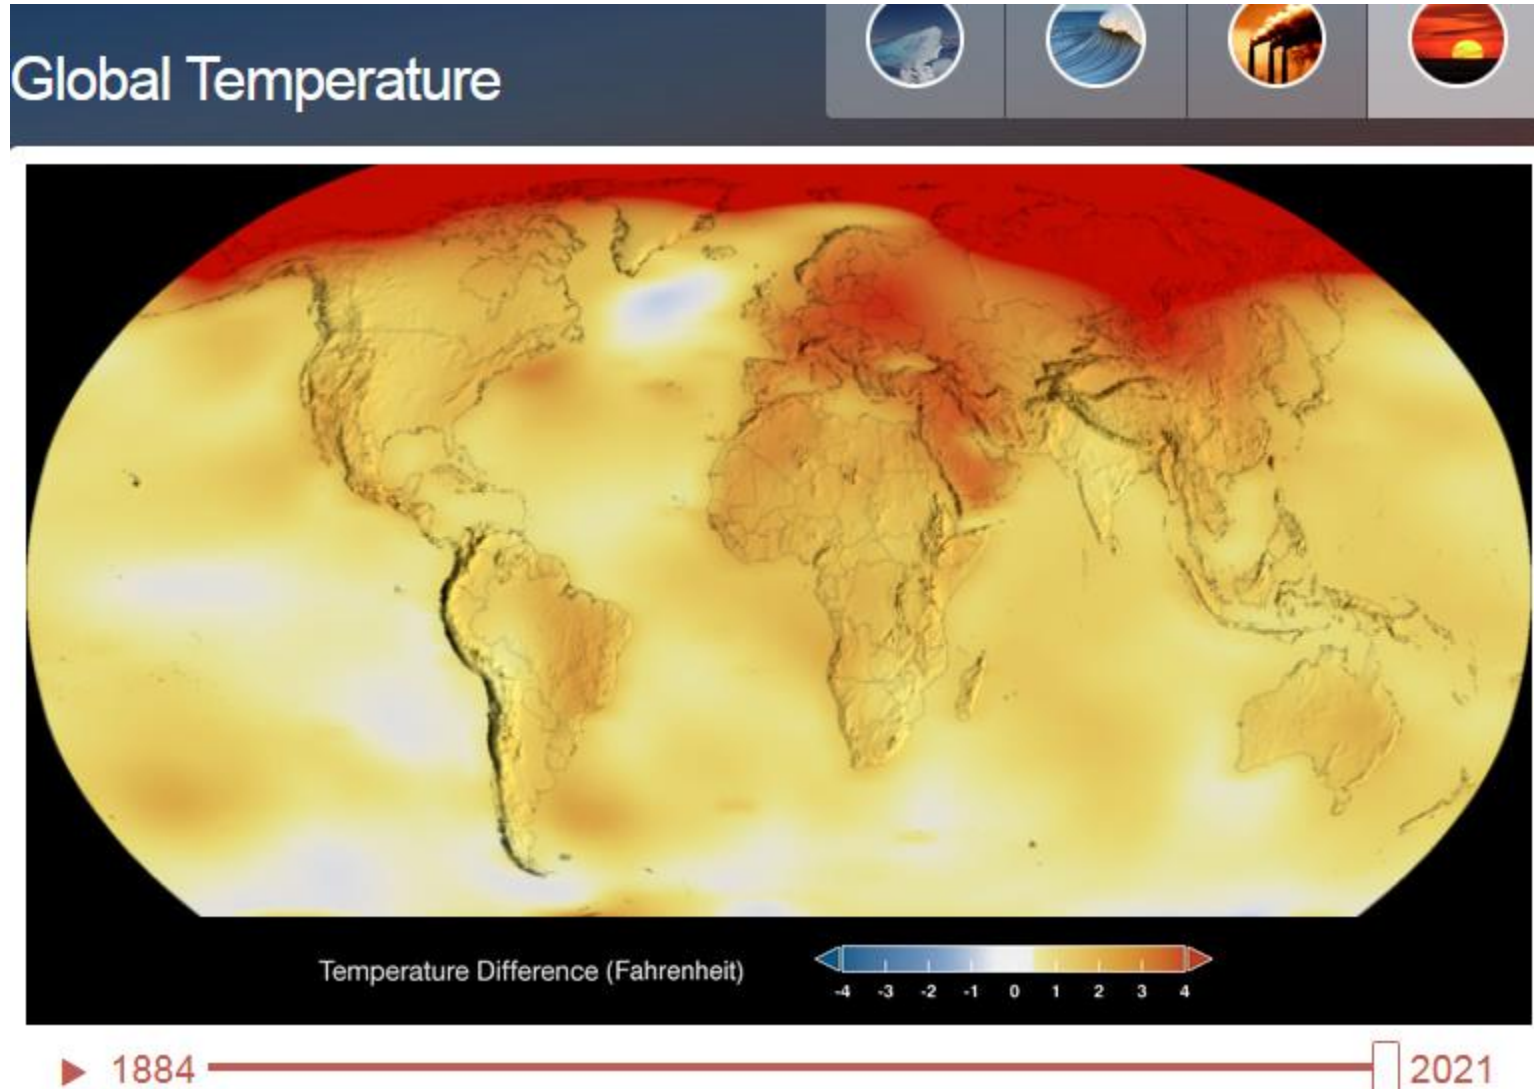 Global Temperature
Temperature Difference (Fahrenheit)
-4 -3 -2 -1 0 1 2 3 4
1884 2021